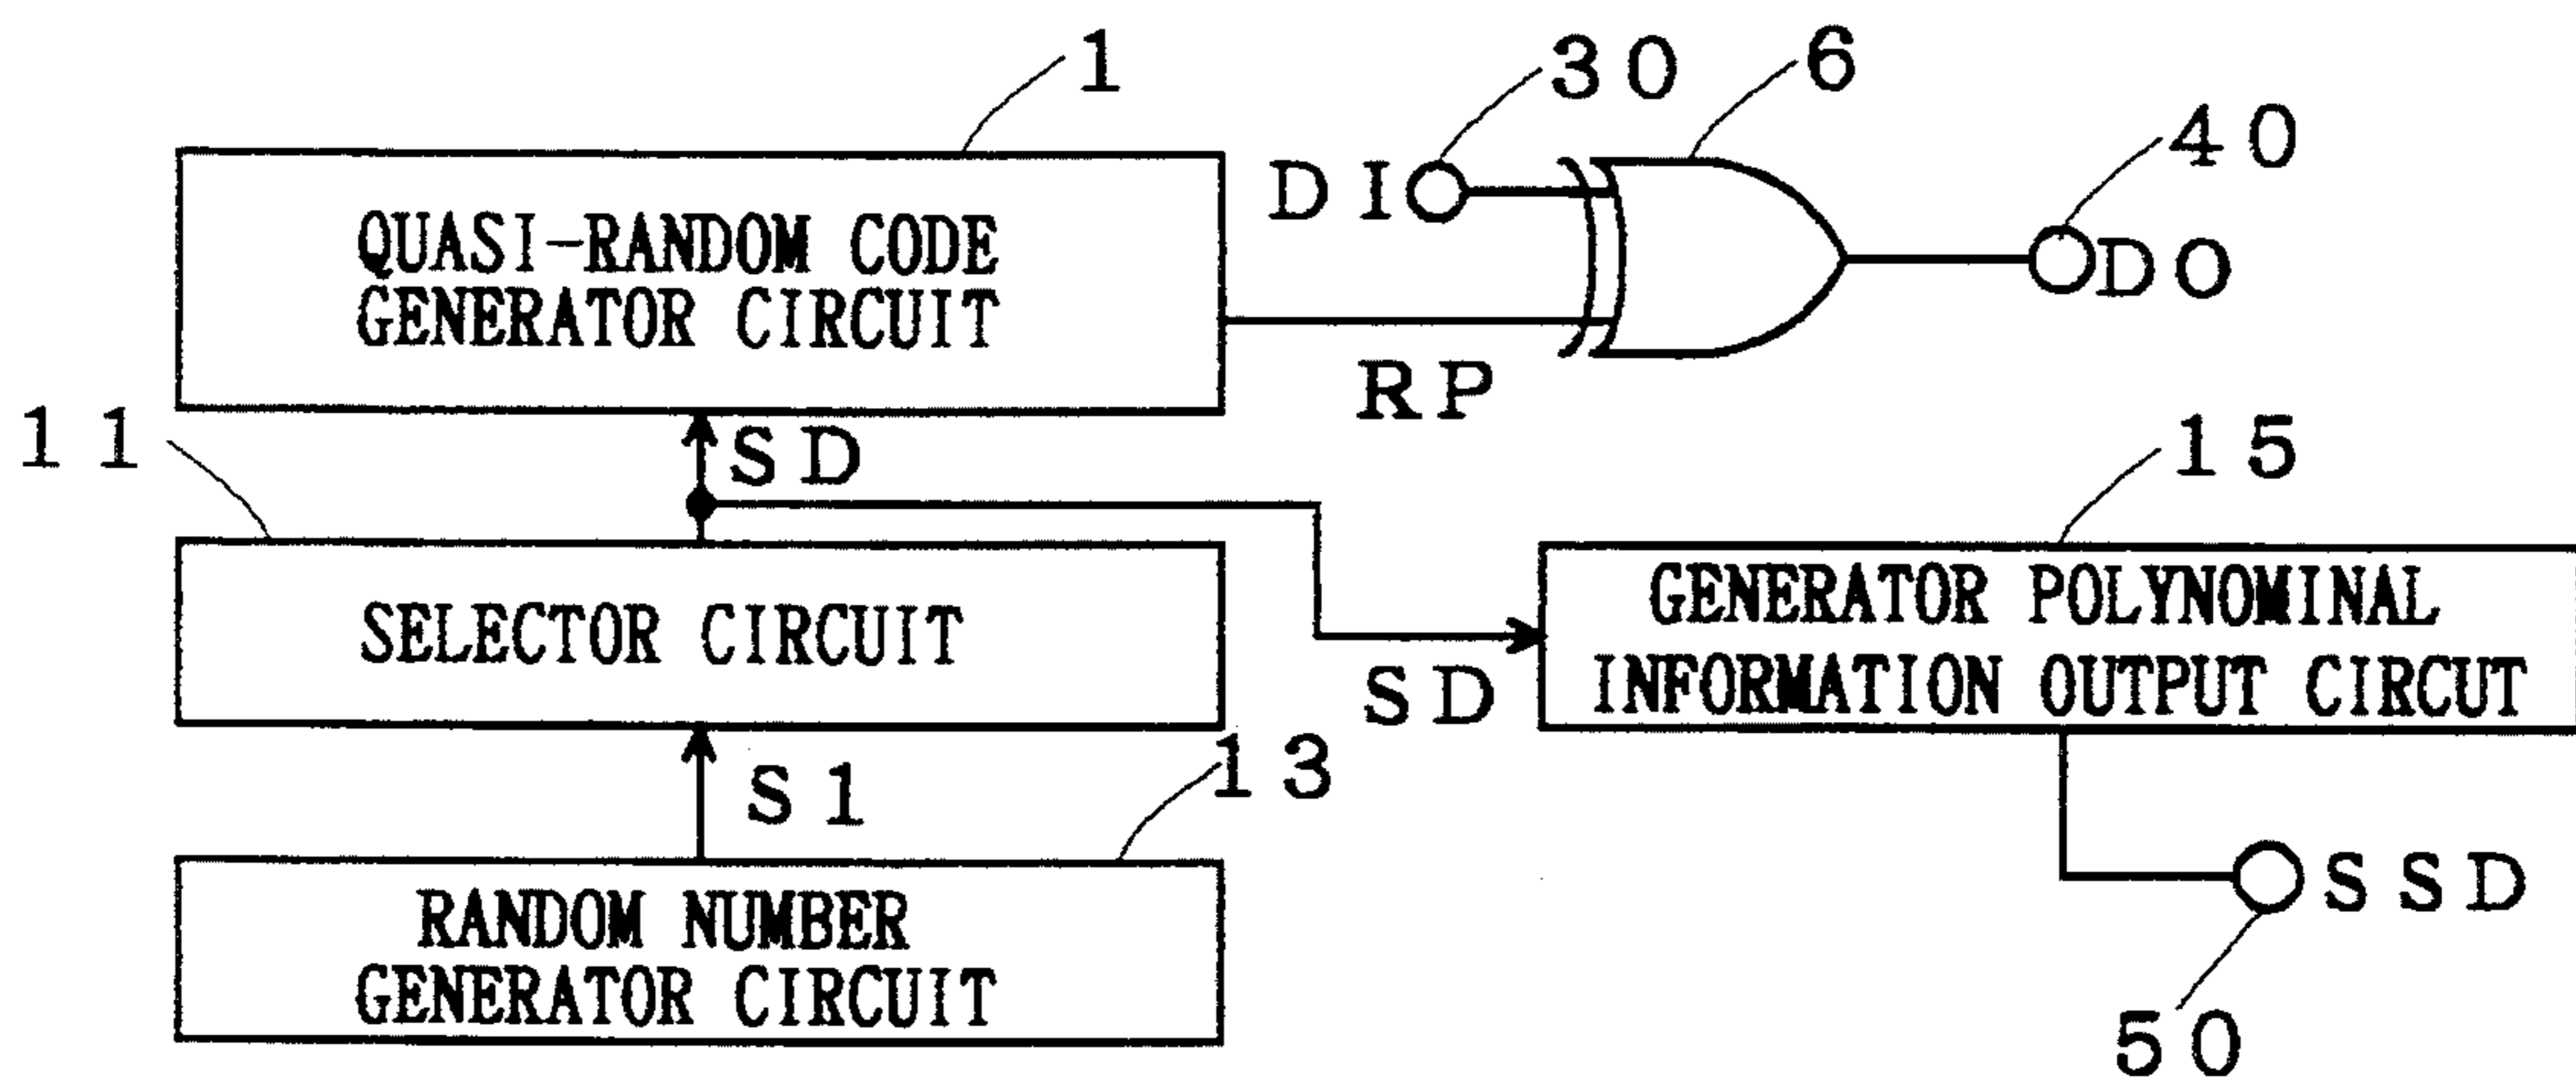 1
30
6
40
DI
DO
QUASI-RANDOM CODE
GENERATOR CIRCUIT
RP
11
SD
15
SELECTOR CIRCUIT
SD
GENERATOR POLYNOMINAL
INFORMATION OUTPUT CIRCUT
S1
13
RANDOM NUMBER
GENERATOR CIRCUIT
SSD
50